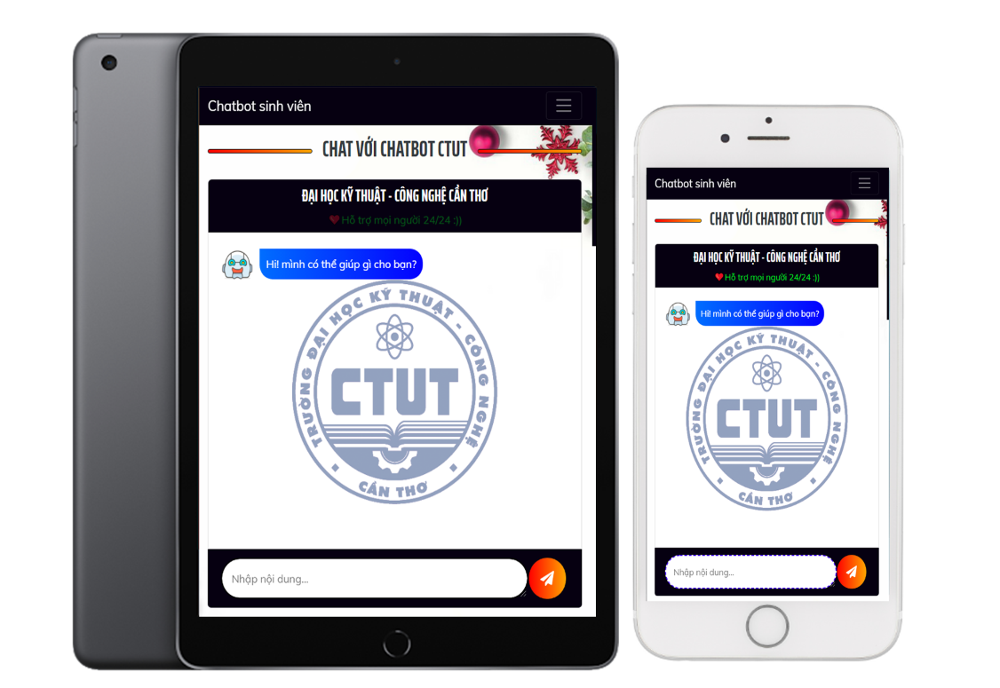 Chatbot sinh viên
CHAT VỚI CHATBOT CTUT
ĐẠI HỌC KỸ THUẬT - CÔNG NGHỆ CẦN THƠ
Hỗ trợ mọi người 24/24 :))
Hi! mình có thể giúp gì cho bạn?
TRƯỜNG ĐẠI HỌC KỸ THUẬT - CÔNG NGHỆ
CTUT
CẦN THƠ
Nhập nội dung...
Chatbot sinh viên
CHAT VỚI CHATBOT CTUT
ĐẠI HỌC KỸ THUẬT - CÔNG NGHỆ CẦN THƠ
Hỗ trợ mọi người 24/24 :))
Hi! mình có thể giúp gì cho bạn?
TRƯỜNG ĐẠI HỌC KỸ THUẬT - CÔNG NGHỆ
CTUT
CẦN THƠ
Nhập nội dung...